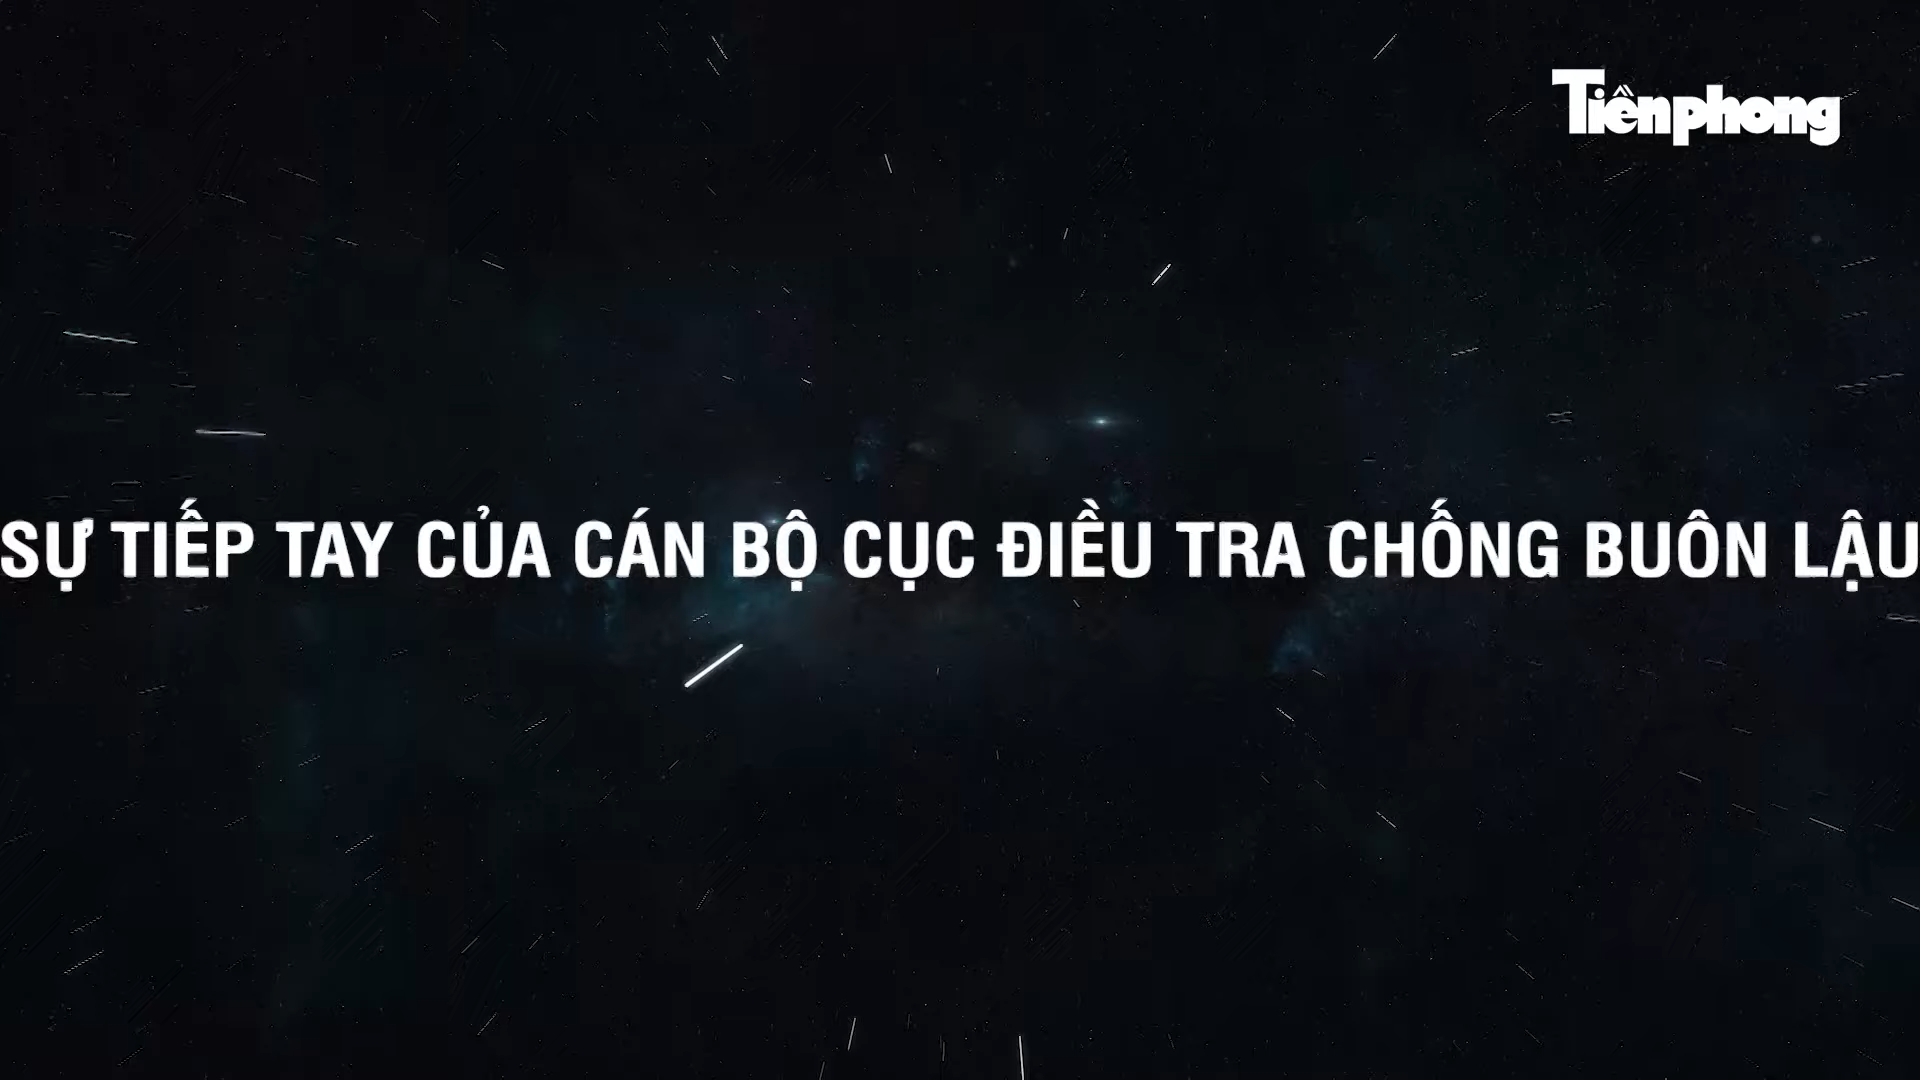 Tiềnphong
SỰ TIẾP TAY CỦA CÁN BỘ CỤC ĐIỀU TRA CHỐNG BUÔN LẬU